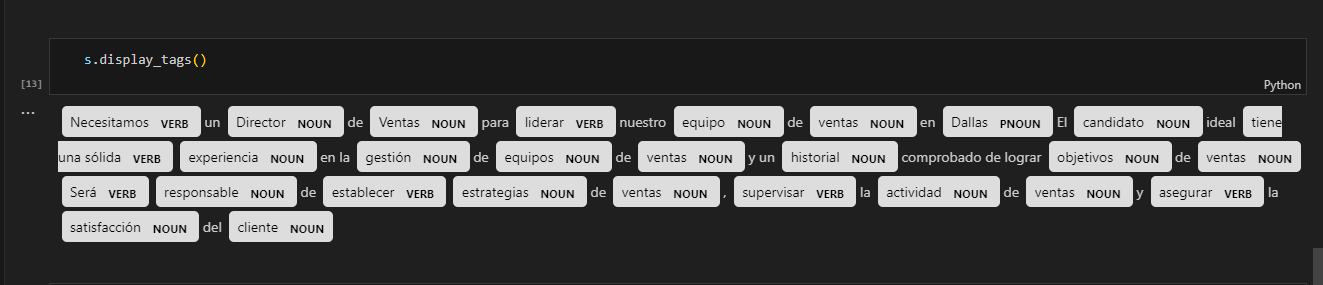 s.display_tags()
[13]
Python
...
Necesitamos VERB un Director NOUN de Ventas NOUN para liderar VERB nuestro equipo NOUN de ventas NOUN en Dallas PNOUN El candidato NOUN ideal tiene
una sólida VERB experiencia NOUN en la gestión NOUN de equipos NOUN de ventas NOUN y un historial NOUN comprobado de lograr objetivos NOUN de ventas NOUN
Será VERB responsable NOUN de establecer VERB estrategias NOUN de ventas NOUN , supervisar VERB la actividad NOUN de ventas NOUN y asegurar VERB la
satisfacción NOUN del cliente NOUN